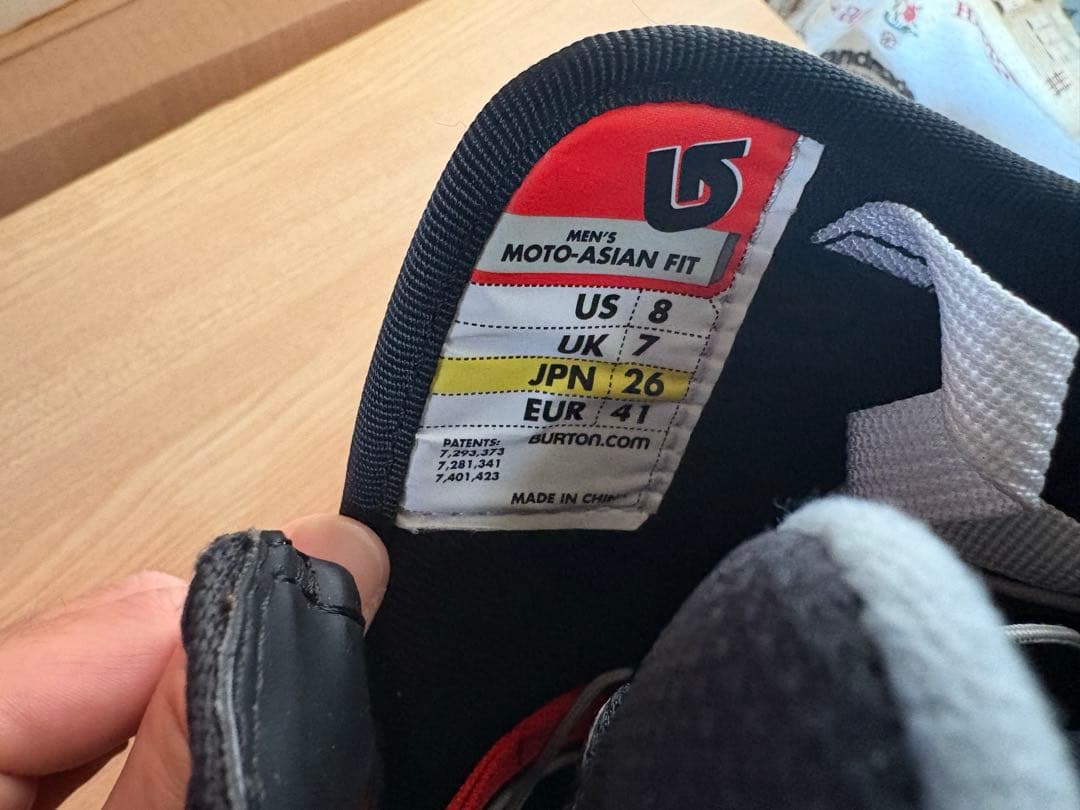 MEN'S
MOTO-ASIAN FIT
US 8
UK 7
JPN 26
EUR 41
PATENTS:
7,293,373
7,281,341
7,401,423
BURTON.COM
MADE IN